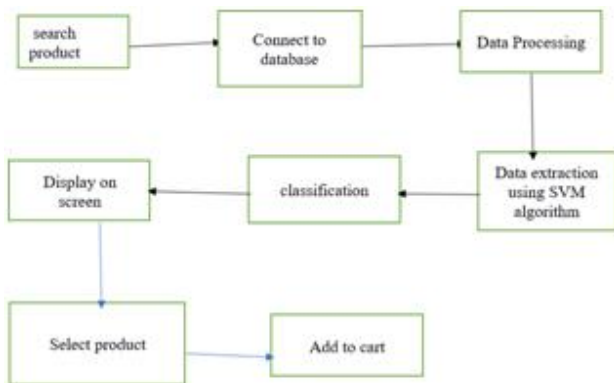 search
product
Connect to
database
Data Processing
Data extraction
using SVM
algorithm
classification
Display on
screen
Select product
Add to cart